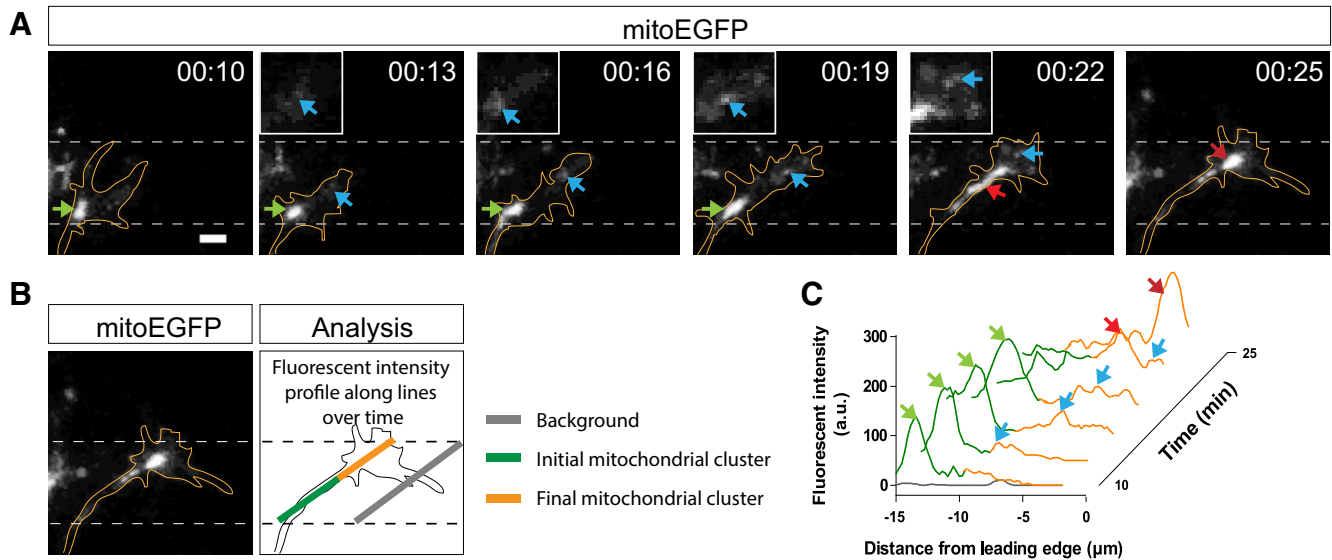 A
mitoEGFP
00:10
00:13
00:16
00:19
00:22
00:25
B
mitoEGFP
Analysis
Fluorescent intensity
profile along lines
over time
Background
Initial mitochondrial cluster
Final mitochondrial cluster
C
Fluorescent intensity
(a.u.)
300
200
100
0
-15
-10
-5
0
Distance from leading edge (µm)
10
Time (min)
25